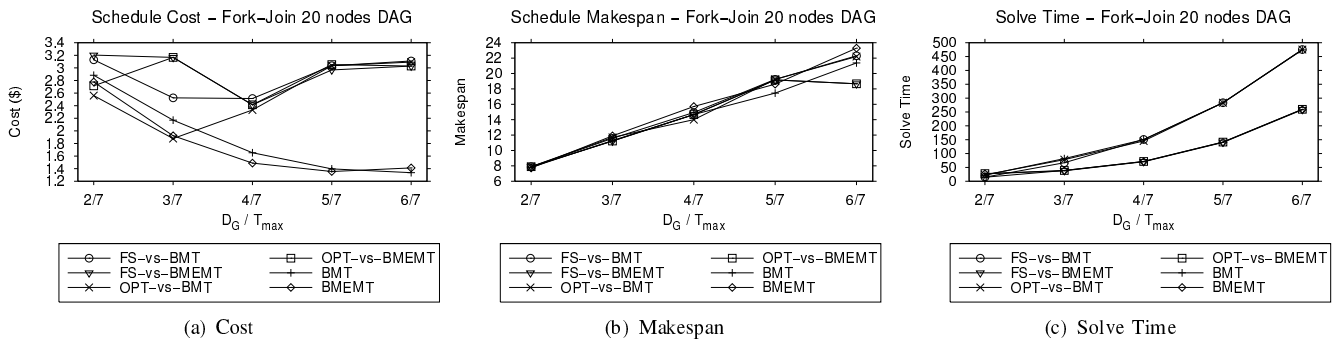 Schedule Cost – Fork–Join 20 nodes DAG
3.4
3.2
3
2.8
2.6
2.4
2.2
2
1.8
1.6
1.4
1.2
Cost ($)
2/7 3/7 4/7 5/7 6/7
D_G / T_max
FS–vs–BMT
FS–vs–BMEMT
OPT–vs–BMT
OPT–vs–BMEMT
BMT
BMEMT
(a) Cost
Schedule Makespan – Fork–Join 20 nodes DAG
24
22
20
18
16
14
12
10
8
6
Makespan
2/7 3/7 4/7 5/7 6/7
D_G / T_max
FS–vs–BMT
FS–vs–BMEMT
OPT–vs–BMT
OPT–vs–BMEMT
BMT
BMEMT
(b) Makespan
Solve Time – Fork–Join 20 nodes DAG
500
450
400
350
300
250
200
150
100
50
0
Solve Time
2/7 3/7 4/7 5/7 6/7
D_G / T_max
FS–vs–BMT
FS–vs–BMEMT
OPT–vs–BMT
OPT–vs–BMEMT
BMT
BMEMT
(c) Solve Time